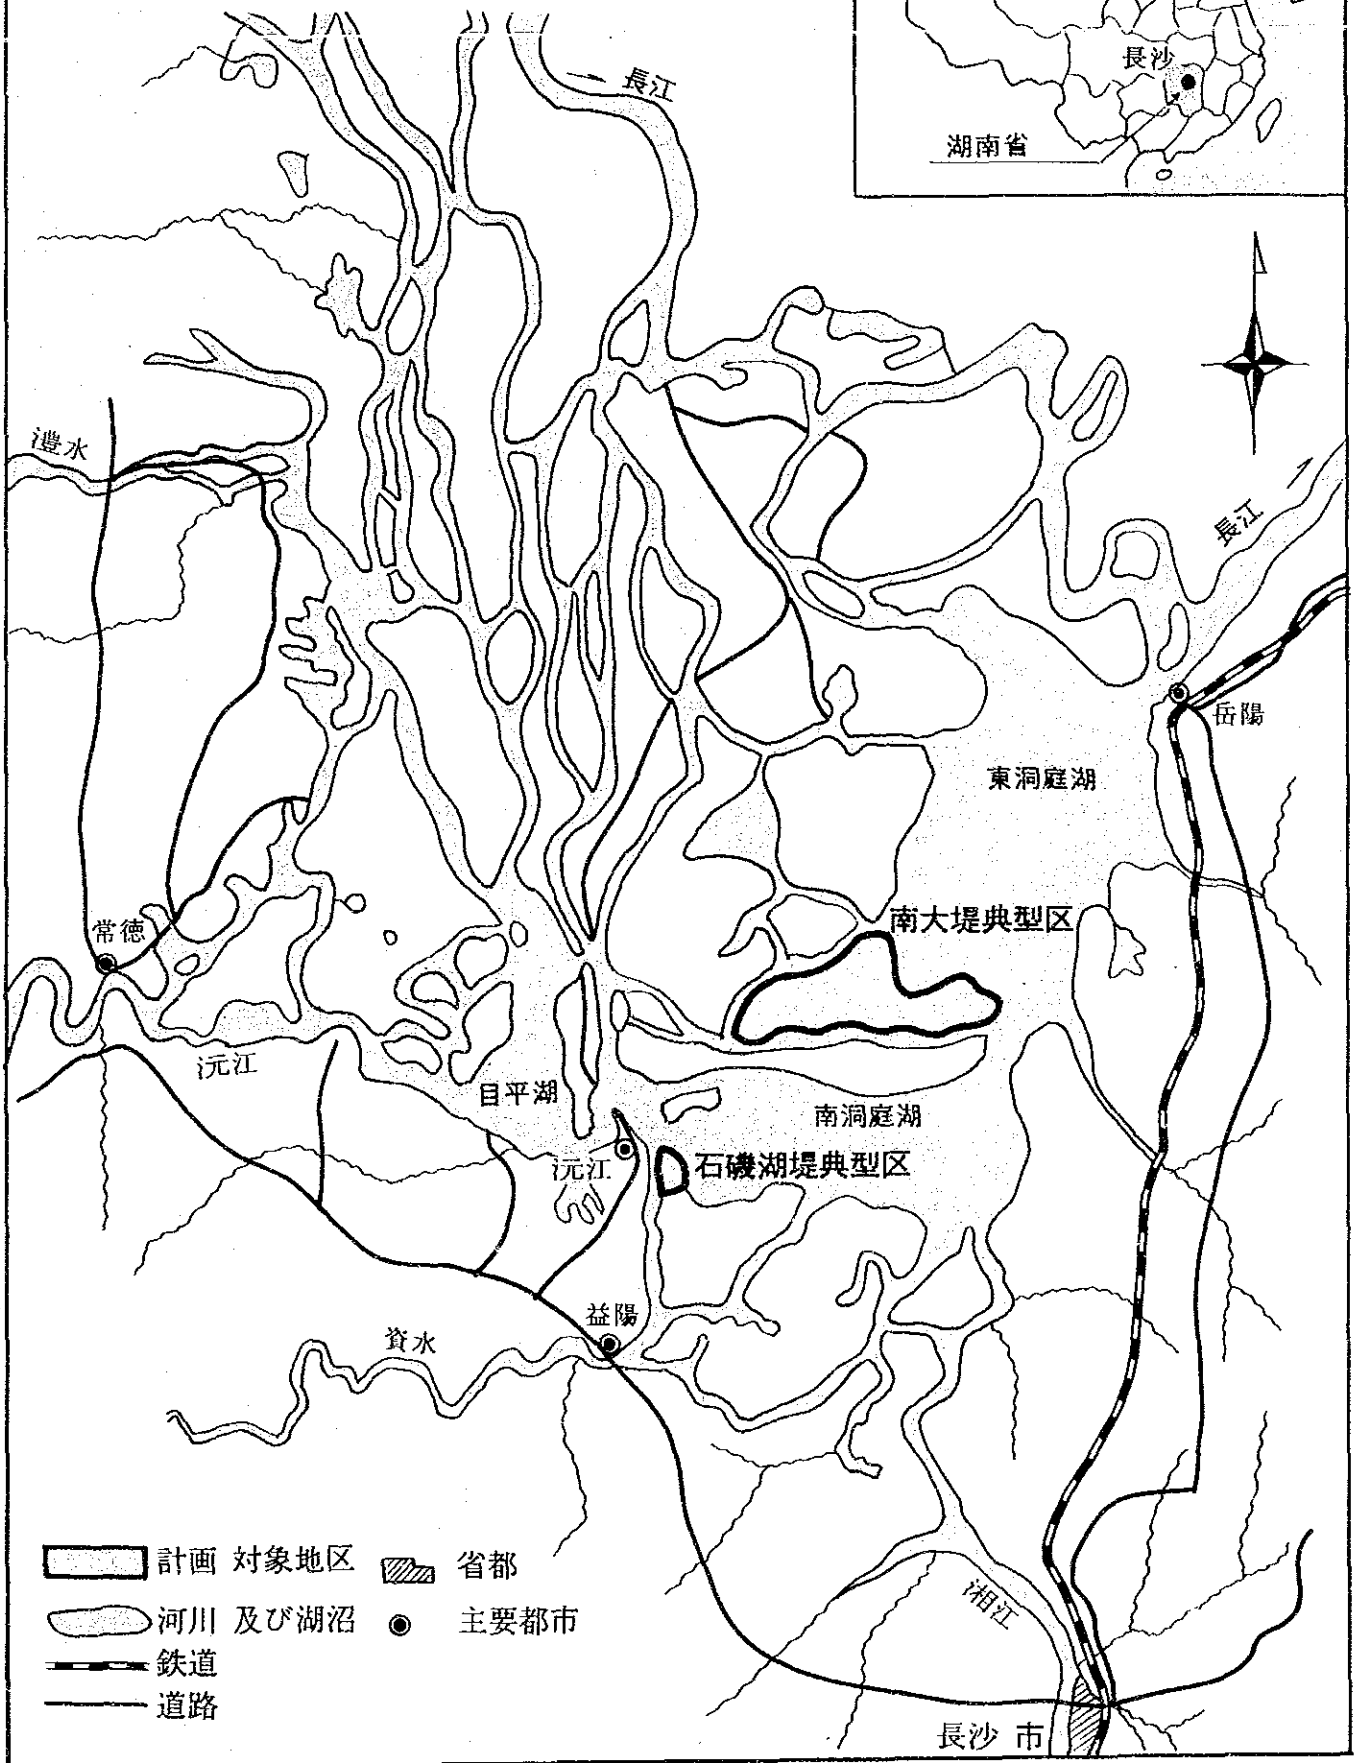 長沙
湖南省
長江
澧水
長江
岳陽
東洞庭湖
南大堤典型区
常徳
沅江
目平湖
南洞庭湖
沅江
石磯湖堤典型区
益陽
資水
湘江
長沙 市
計画 対象地区
省都
河川 及び湖沼
主要都市
鉄道
道路